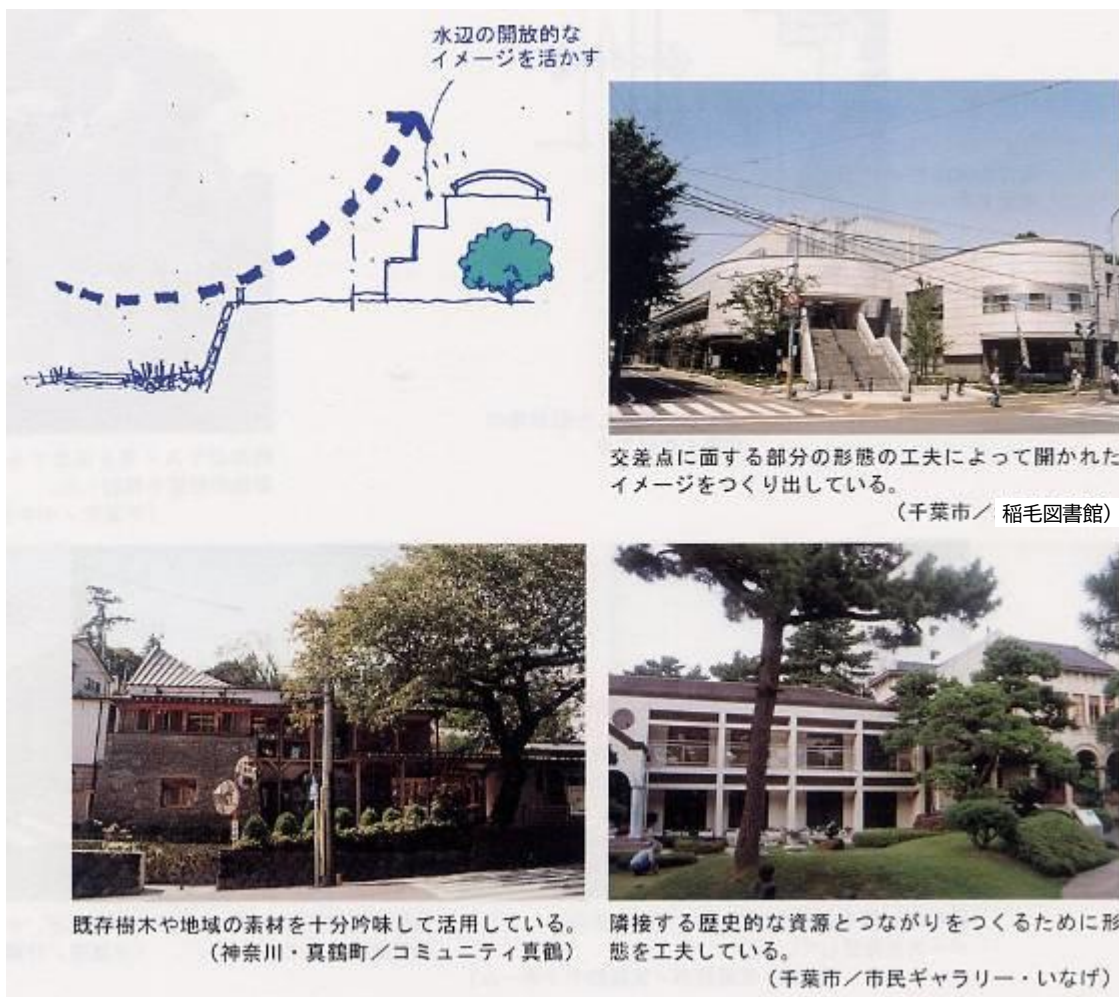 水辺の開放的な
イメージを活かす
交差点に面する部分の形態の工夫によって開かれた
イメージをつくり出している。
(千葉市/稲毛図書館)
既存樹木や地域の素材を十分吟味して活用している。
(神奈川・真鶴町/コミュニティ真鶴)
隣接する歴史的な資源とつながりをつくるために形
態を工夫している。
(千葉市/市民ギャラリー・いなげ)